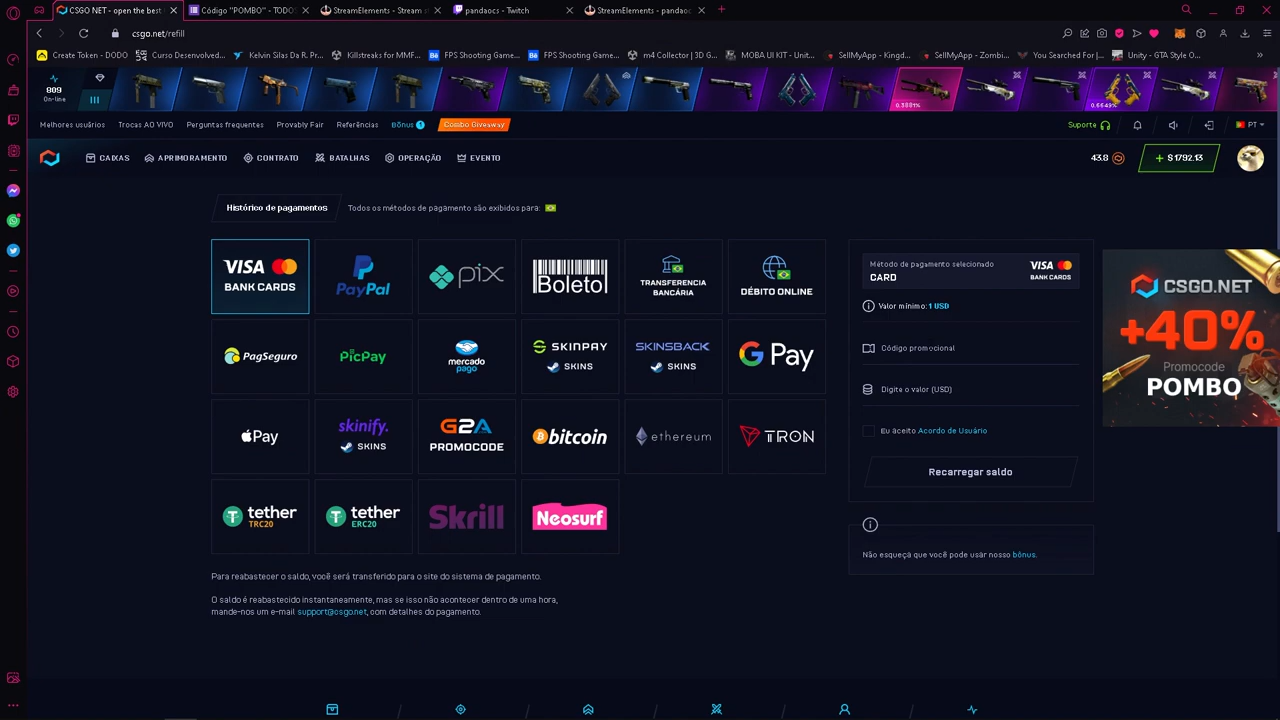 CSGO.NET - open the best
Código "POMBO" - TODOS
StreamElements - Stream s
pandaocs - Twitch
StreamElements - pandaoc
csgo.net/refill
Create Token - DODO
Curso Desenvolved...
Kelvin Silas Da R. Pr...
Killstreaks for MMF...
FPS Shooting Game...
FPS Shooting Game...
m4 Collector | 3D G...
MOBA UI KIT - Unit...
SellMyApp - Kingd...
SellMyApp - Zombi...
You Searched For |...
Unity - GTA Style O...
809
On-line
0.3881%
0.6649%
Melhores usuários
Trocas AO VIVO
Perguntas frequentes
Provably Fair
Referências
Bônus
Combo Giveaway
Suporte
PT
CAIXAS
APRIMORAMENTO
CONTRATO
BATALHAS
OPERAÇÃO
EVENTO
43.8
+ $ 1792.13
Histórico de pagamentos
Todos os métodos de pagamento são exibidos para:
VISA
BANK CARDS
PayPal
pix
Boleto
TRANSFERENCIA
BANCÁRIA
DÉBITO ONLINE
Método de pagamento selecionado
CARD
VISA
BANK CARDS
Valor mínimo: 1 USD
CSGO.NET
+40%
Promocode
POMBO
PagSeguro
PicPay
mercado
pago
SKINPAY
SKINS
SKINSBACK
SKINS
G Pay
Código promocional
Digite o valor (USD)
Pay
skinify.
SKINS
G2A
PROMOCODE
bitcoin
ethereum
TRON
Eu aceito Acordo de Usuário
Recarregar saldo
tether
TRC20
tether
ERC20
Skrill
Neosurf
Não esqueça que você pode usar nosso bônus.
Para reabastecer o saldo, você será transferido para o site do sistema de pagamento.
O saldo é reabastecido instantaneamente, mas se isso não acontecer dentro de uma hora,
mande-nos um e-mail support@csgo.net, com detalhes do pagamento.